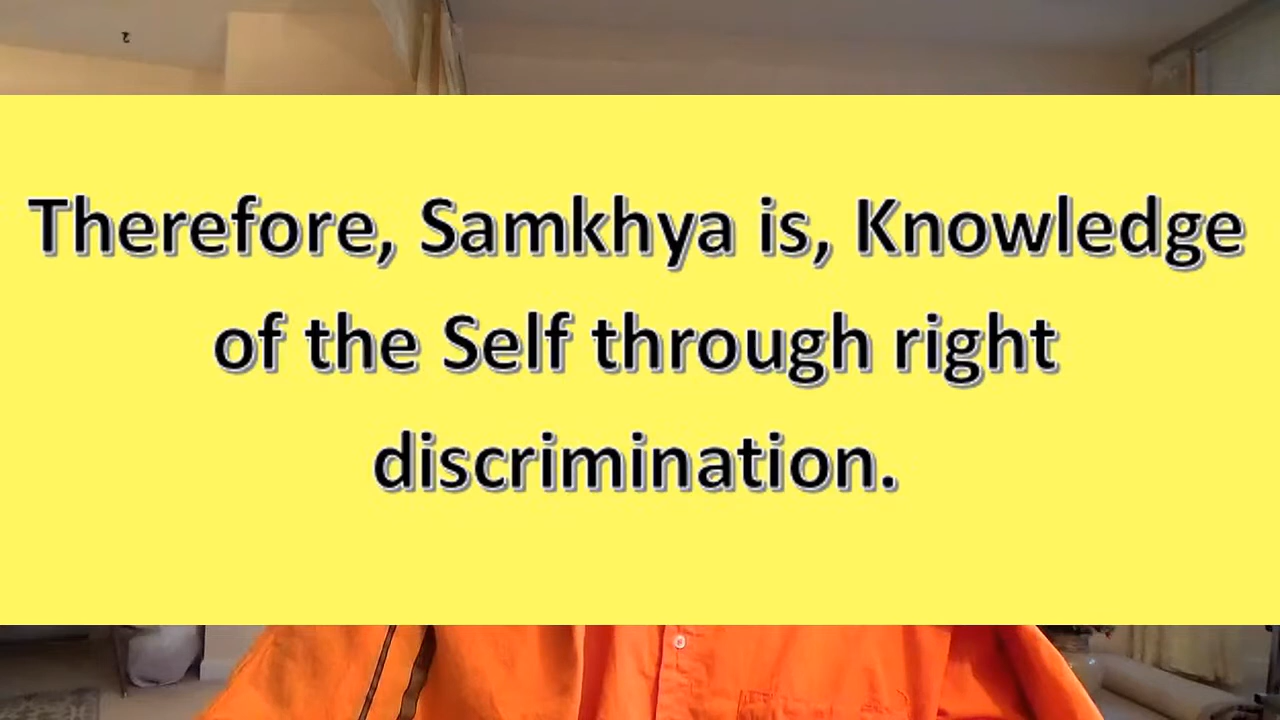 Therefore, Samkhya is, Knowledge
of the Self through right
discrimination.